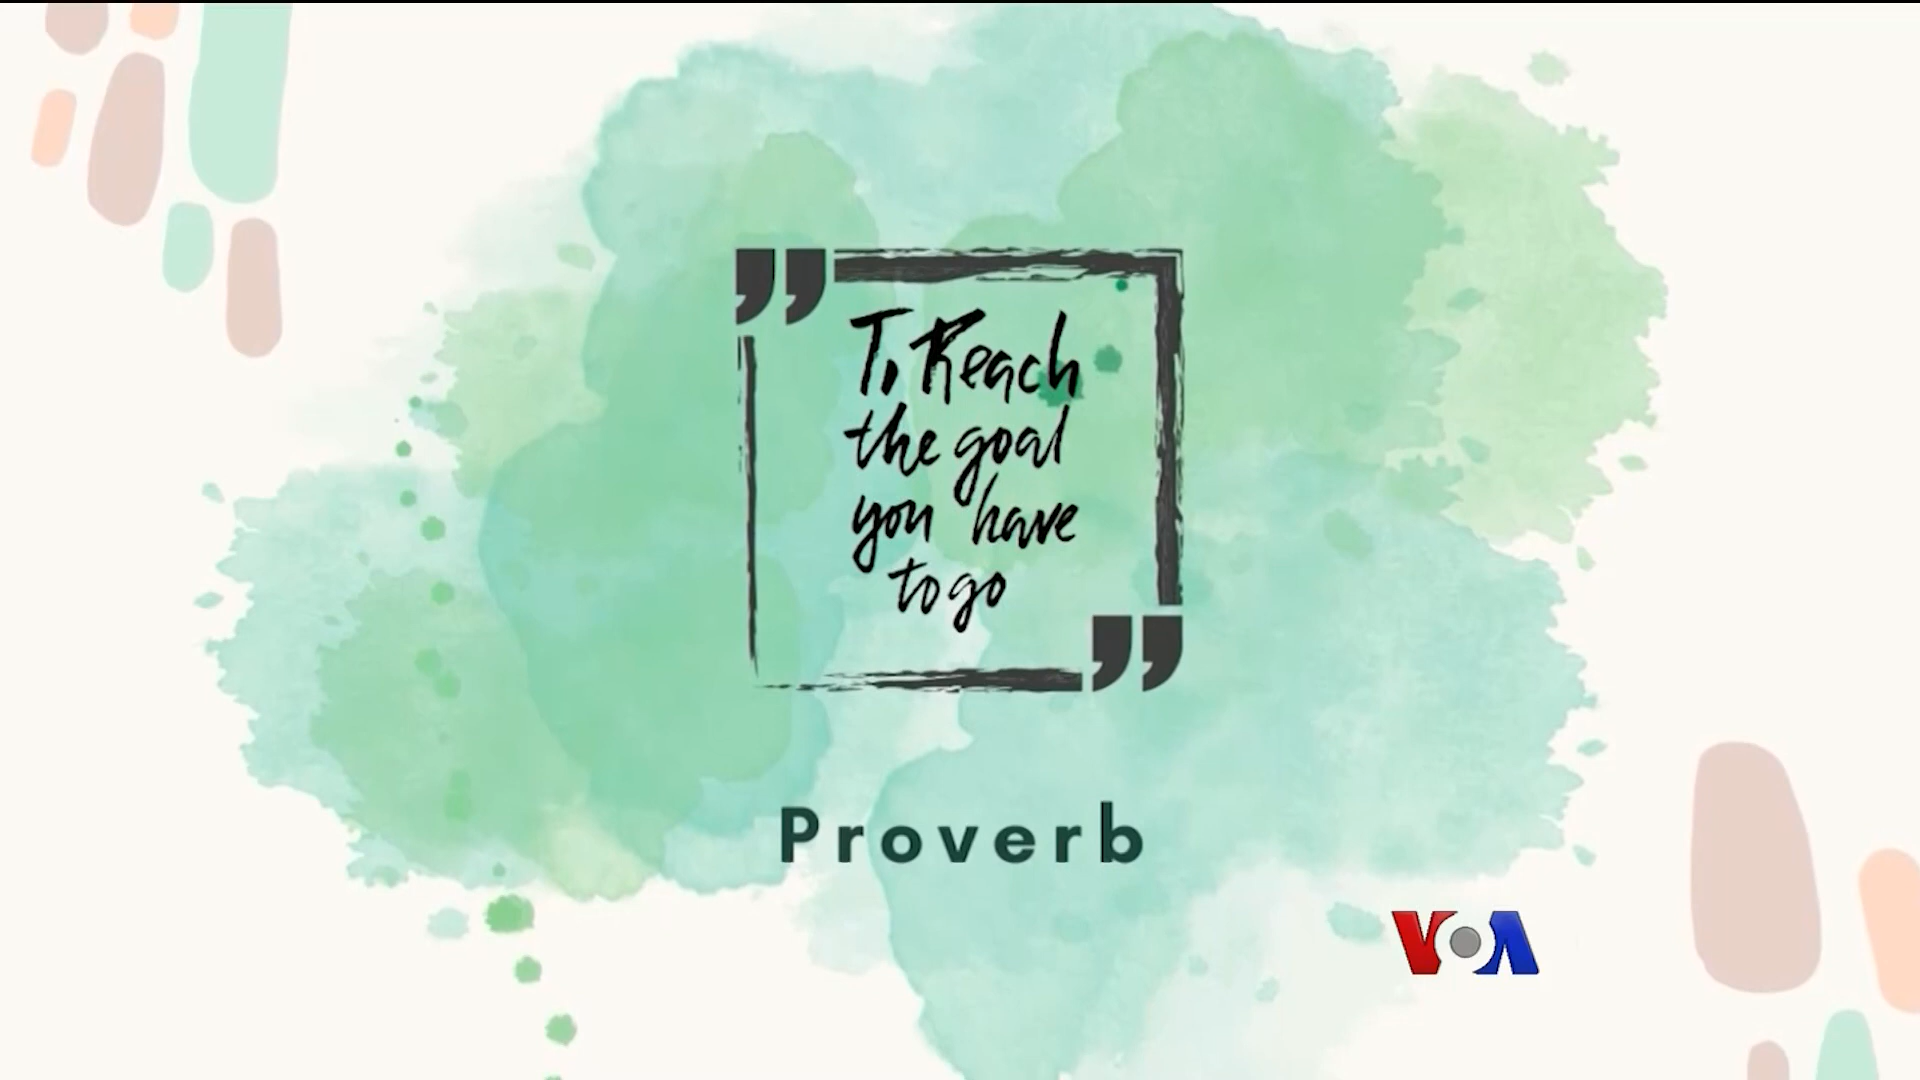 ”
To Reach
the goal
you have
to go
”
Proverb
VOA